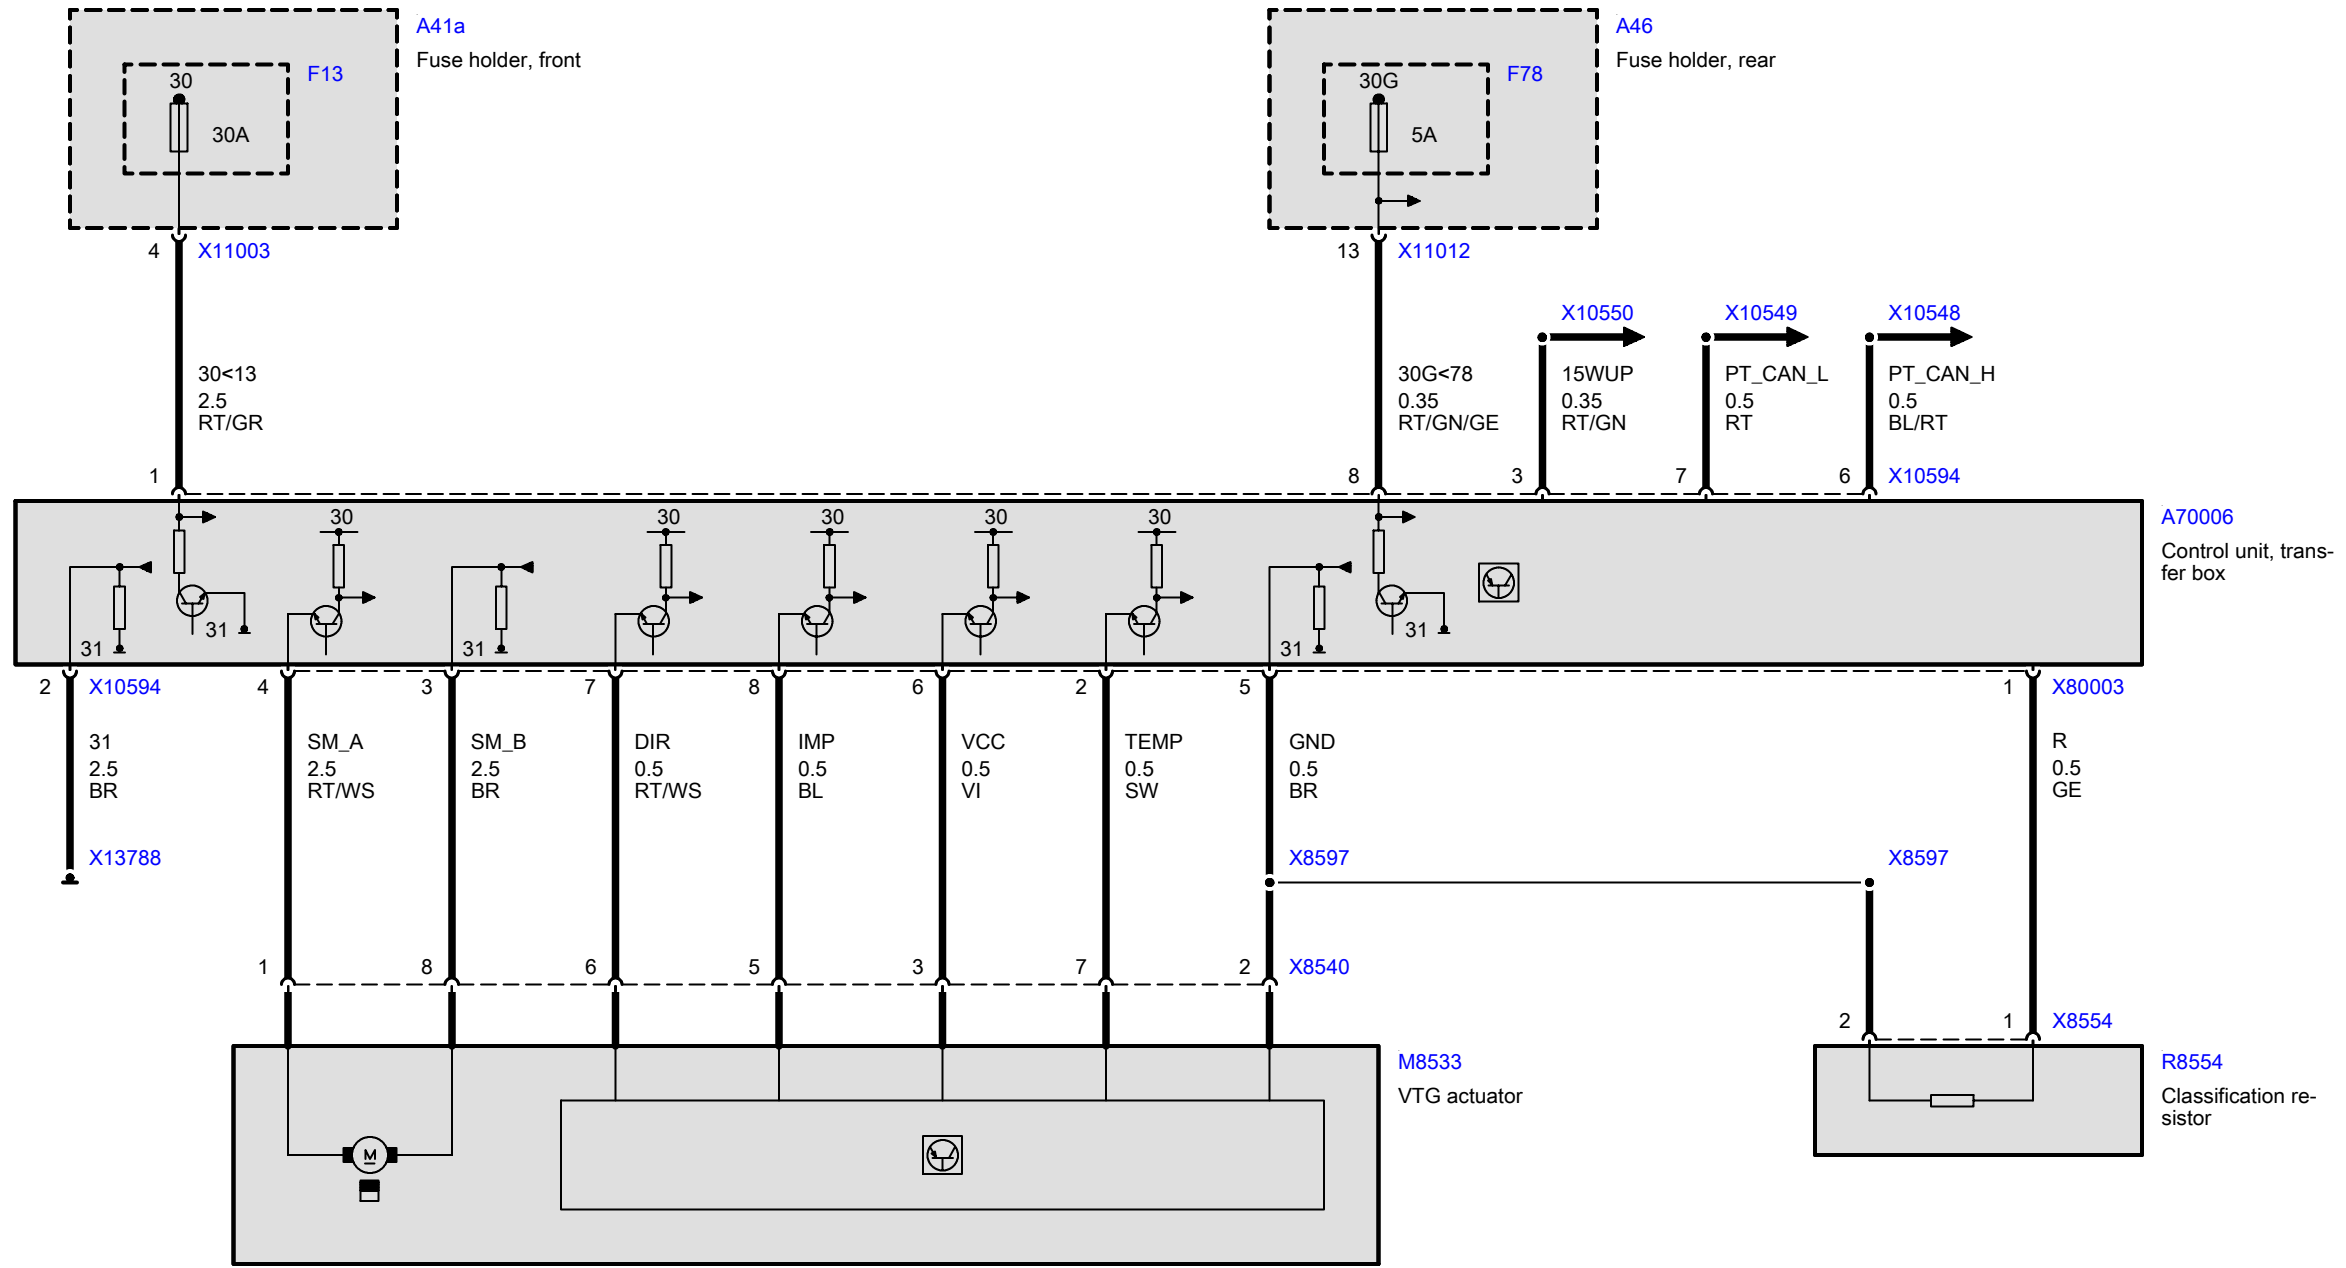 A41a
Fuse holder, front
F13
30
30A
A46
Fuse holder, rear
F78
30G
5A
4 X11003
13 X11012
X10550
X10549
X10548
30<13
2.5
RT/GR
30G<78
0.35
RT/GN/GE
15WUP
0.35
RT/GN
PT_CAN_L
0.5
RT
PT_CAN_H
0.5
BL/RT
1
8
3
7
6 X10594
A70006
Control unit, trans-
fer box
30
30
30
30
30
31
31
31
31
31
2 X10594
4
3
7
8
6
2
5
1 X80003
31
2.5
BR
SM_A
2.5
RT/WS
SM_B
2.5
BR
DIR
0.5
RT/WS
IMP
0.5
BL
VCC
0.5
VI
TEMP
0.5
SW
GND
0.5
BR
R
0.5
GE
X13788
X8597
X8597
1
8
6
5
3
7
2 X8540
2
1 X8554
M8533
VTG actuator
M
R8554
Classification re-
sistor